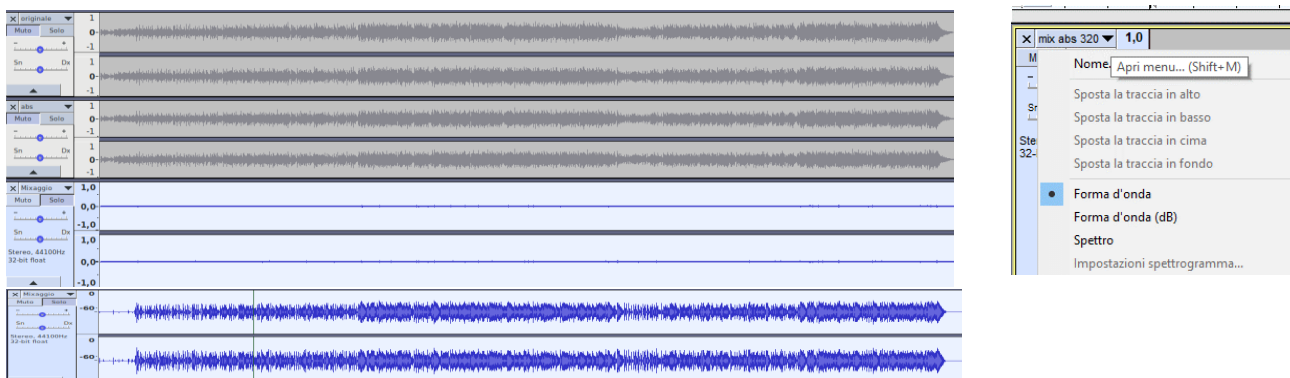 originale
Muto Solo
- +
Sn Dx
1
0-
-1
1
0-
-1
abs
Muto Solo
- +
Sn Dx
1
0-
-1
1
0-
-1
Mixaggio
Muto Solo
- +
Sn Dx
Stereo, 44100Hz
32-bit float
1,0
0,0-
-1,0
1,0
0,0-
-1,0
Mixaggio
Muto Solo
- +
Sn Dx
Stereo, 44100Hz
32-bit float
0
-60-
0
-60-
mix abs 320 1,0
M
Nome.
Apri menu... (Shift+M)
-
Sposta la traccia in alto
Sposta la traccia in basso
Sposta la traccia in cima
Sposta la traccia in fondo
Ste
32-
Forma d'onda
Forma d'onda (dB)
Spettro
Impostazioni spettrogramma...